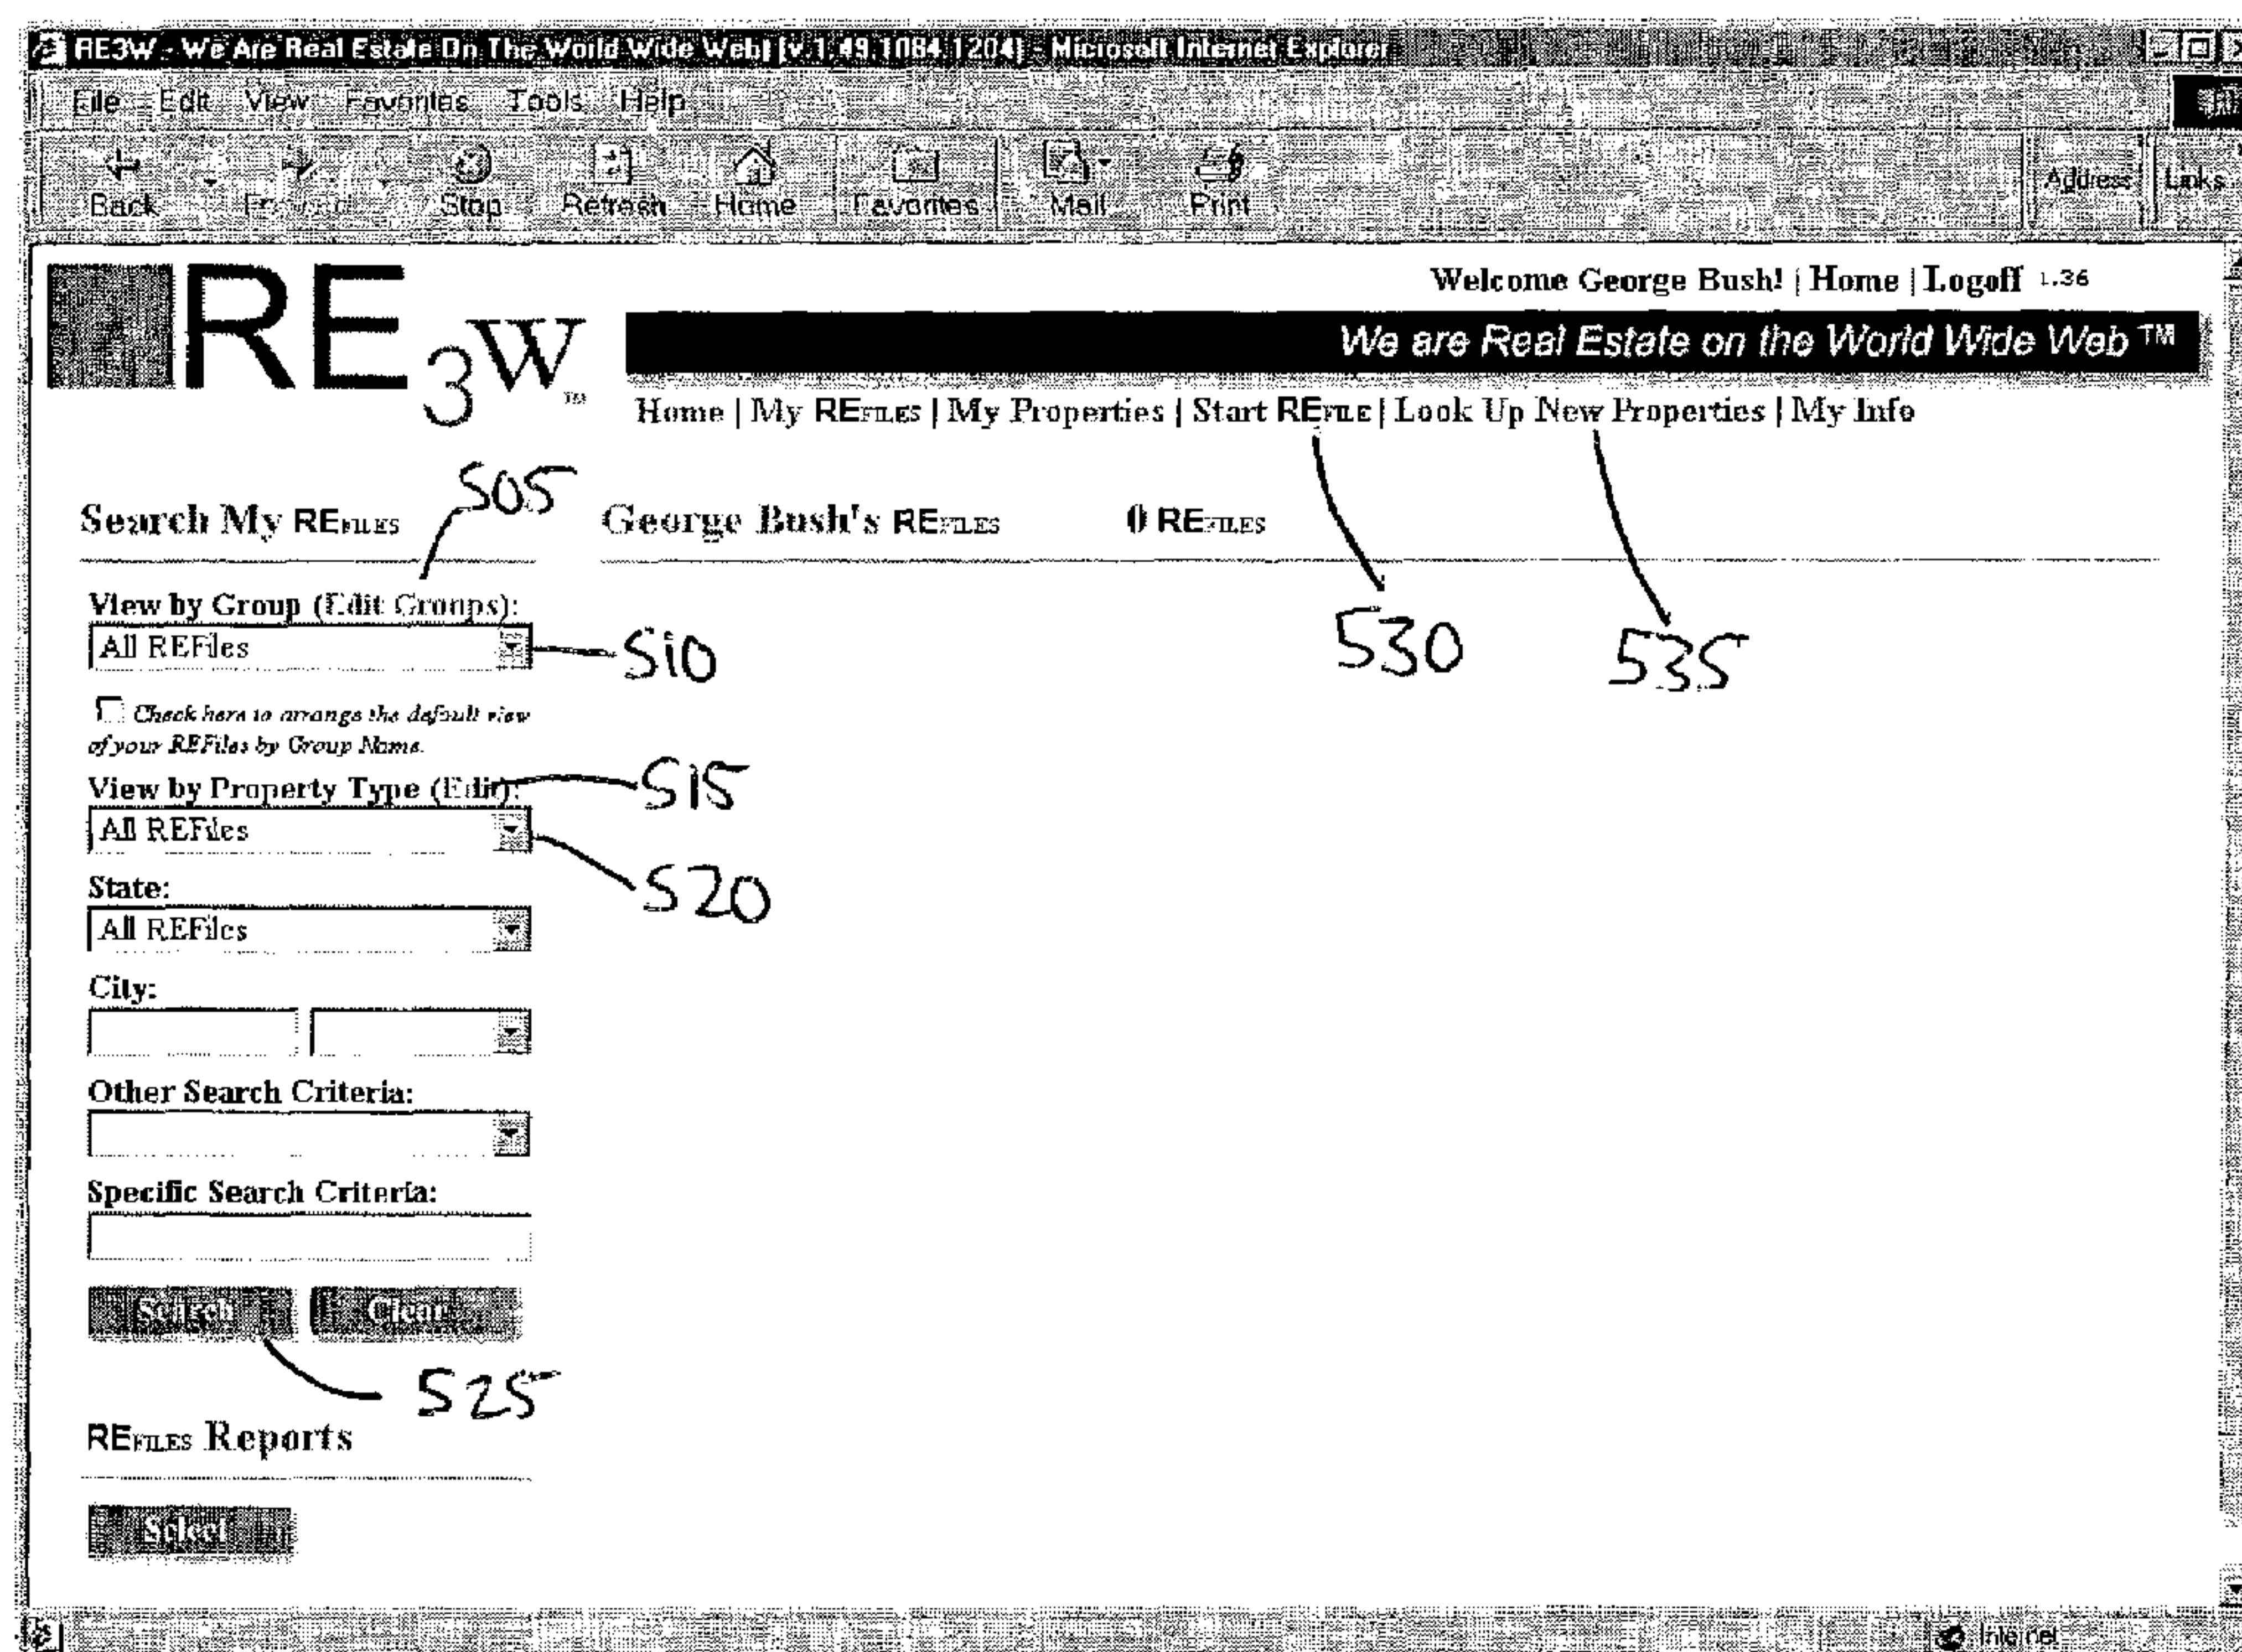 RE3W - We Are Real Estate On The World Wide Web! [v.1.49.1084.1204] - Microsoft Internet Explorer
File Edit View Favorites Tools Help
Back Forward Stop Refresh Home Favorites Mail Print Address Links
Welcome George Bush! | Home | Logoff 1.36
RE3W™
We are Real Estate on the World Wide Web ™
Home | My REFILES | My Properties | Start REFILE | Look Up New Properties | My Info
505
Search My REFILES George Bush's REFILES 0 REFILES
View by Group (Edit Groups):
All REFiles
510 530 535
Check here to arrange the default view
of your REFiles by Group Name.
View by Property Type (Edit):
515
All REFiles
520
State:
All REFiles
City:
Other Search Criteria:
Specific Search Criteria:
Search Clear
525
REFILES Reports
Select
Internet